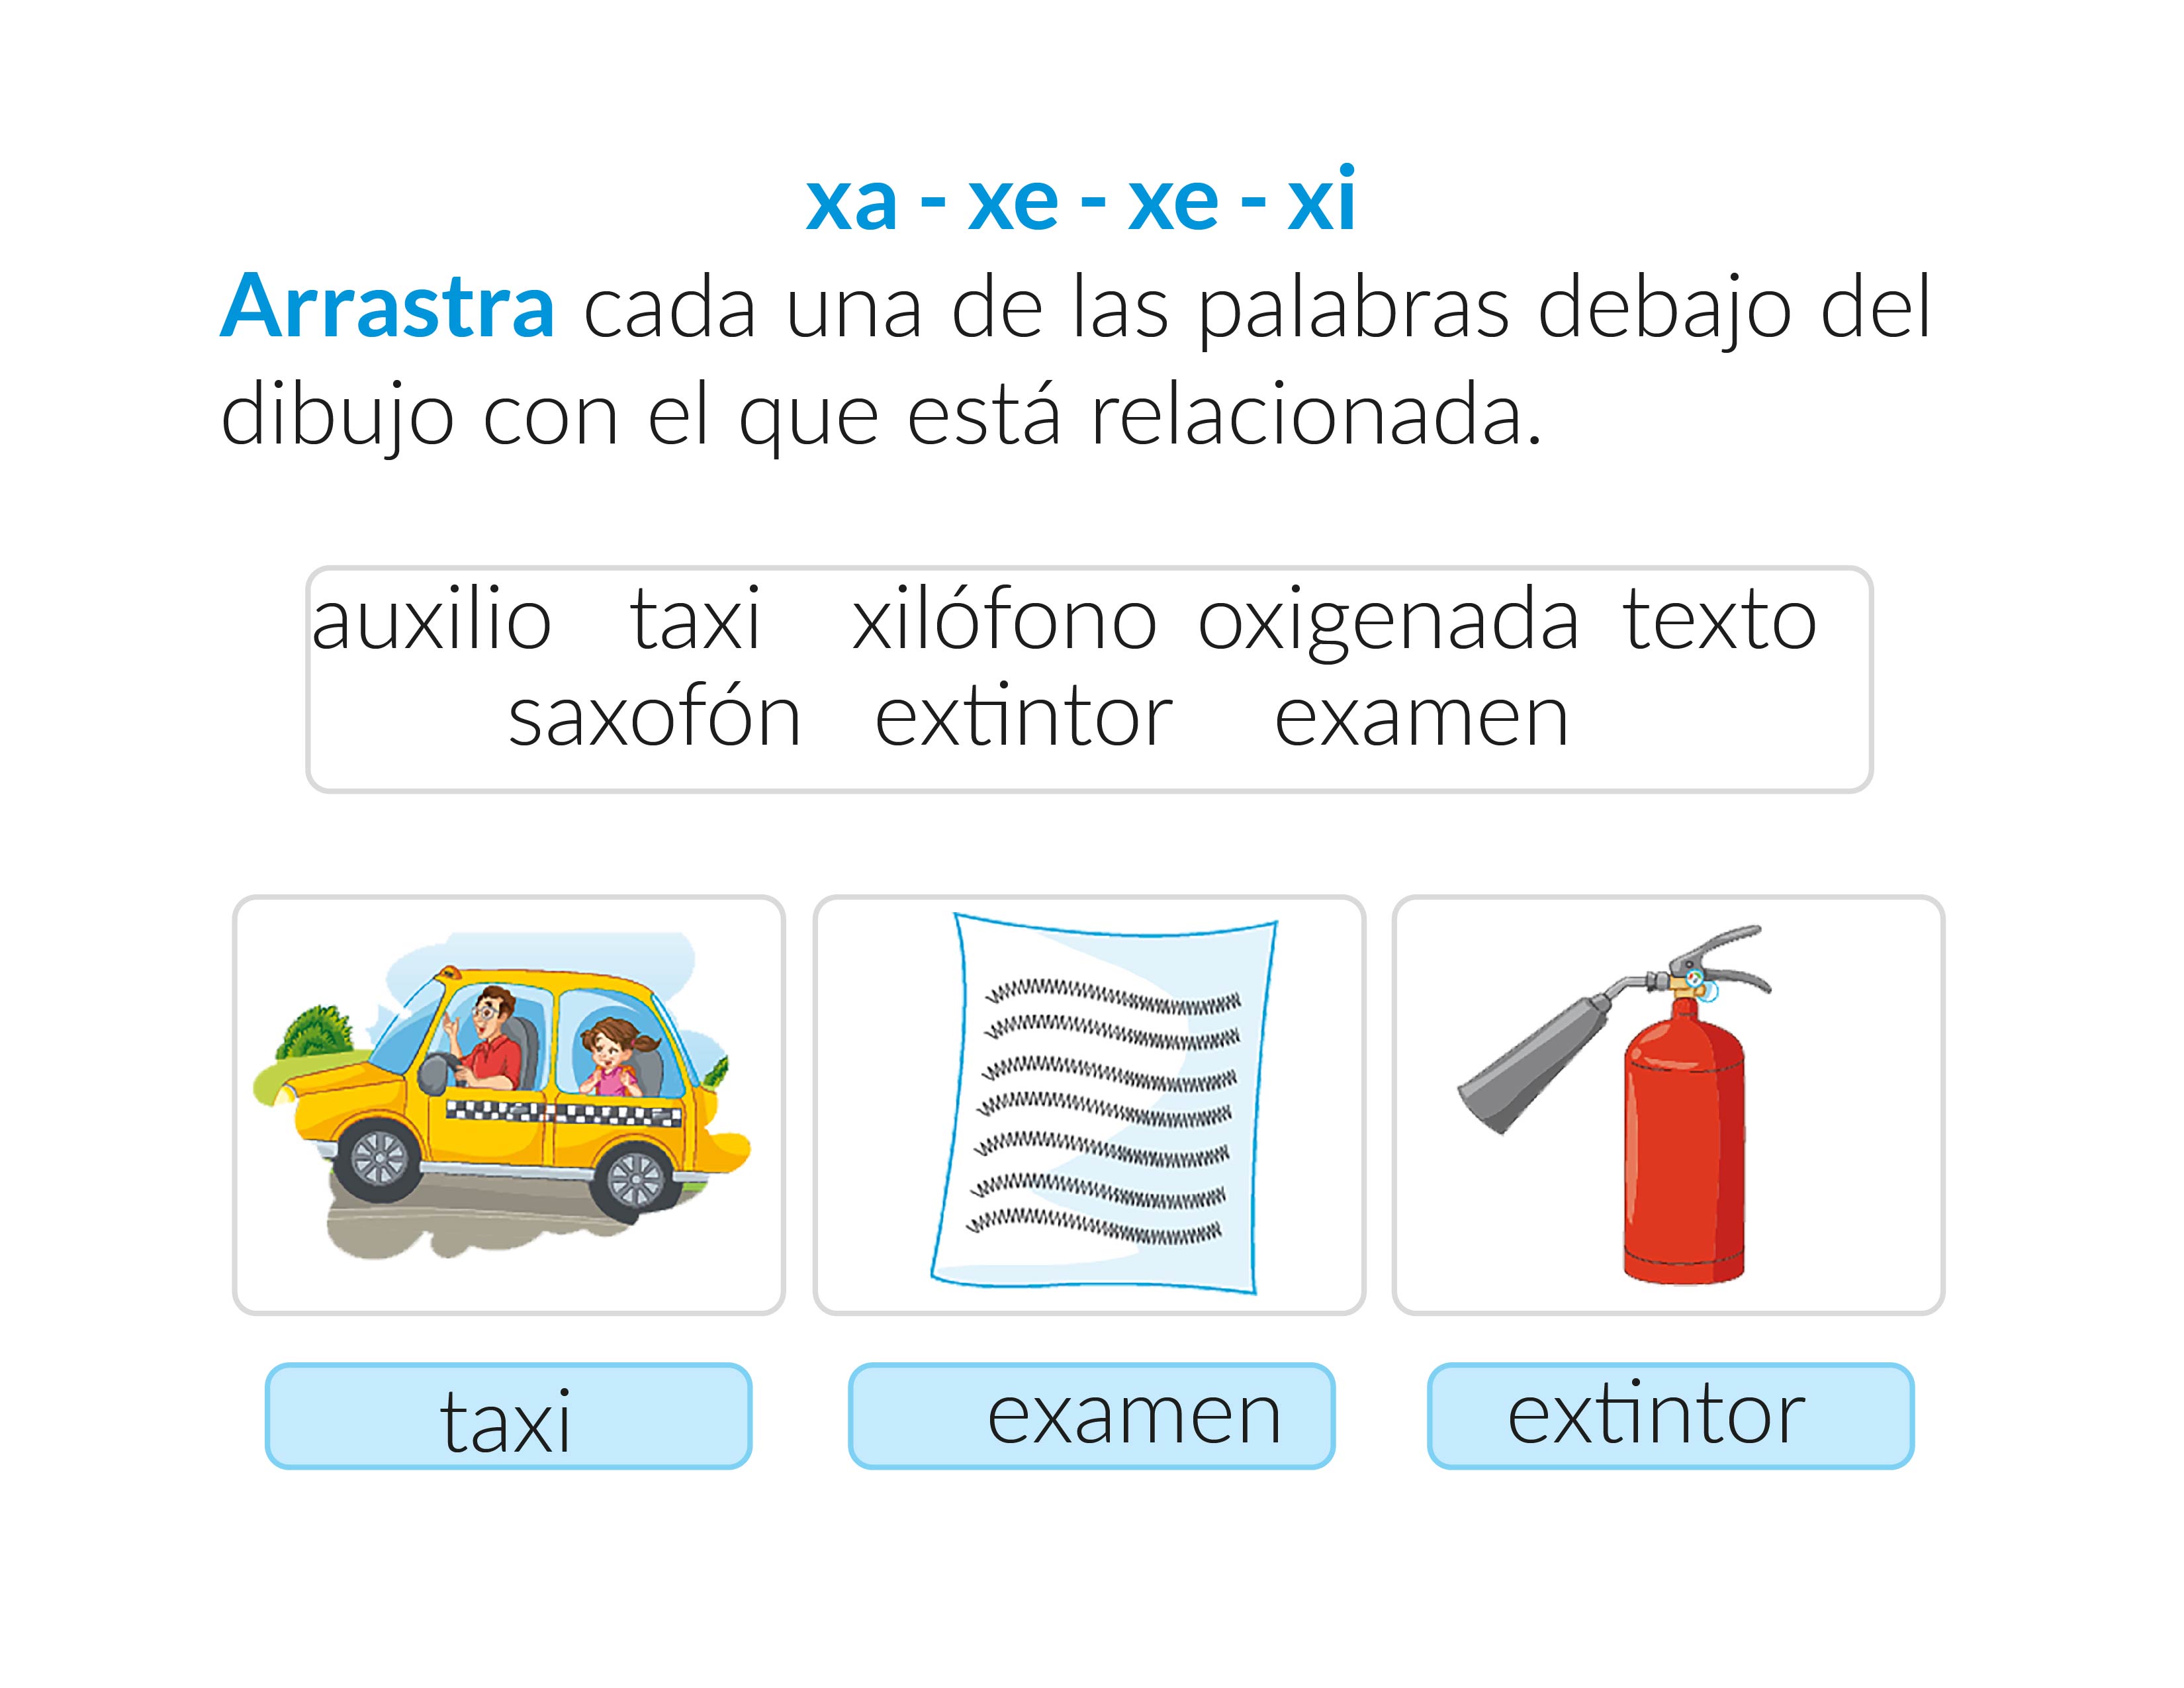 xa - xe - xe - xi
Arrastra cada una de las palabras debajo del
dibujo con el que está relacionada.
auxilio taxi xilófono oxigenada texto
saxofón extintor examen
taxi examen extintor